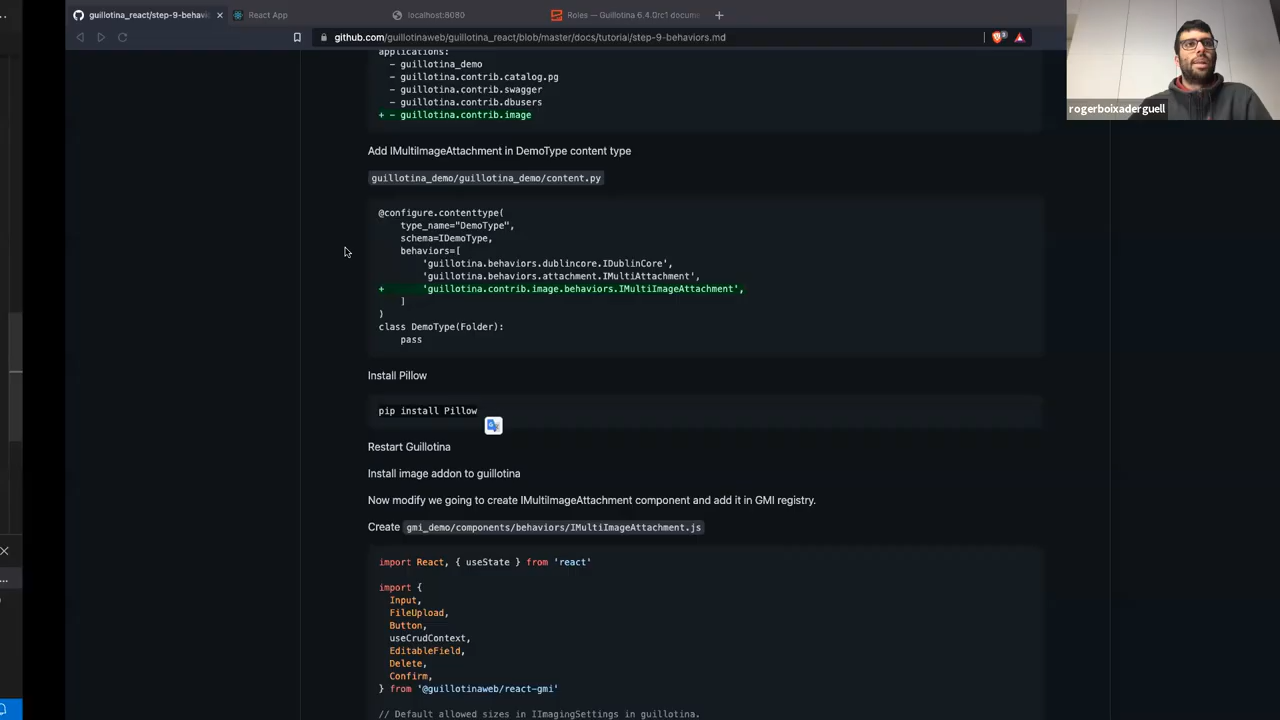 guillotina_react/step-9-behavi
React App
localhost:8080
Roles — Guillotina 6.4.0rc1 docum
github.com/guillotinaweb/guillotina_react/blob/master/docs/tutorial/step-9-behaviors.md
applications:
- guillotina_demo
- guillotina.contrib.catalog.pg
- guillotina.contrib.swagger
- guillotina.contrib.dbusers
+ - guillotina.contrib.image
rogerboixaderguell
Add IMultiImageAttachment in DemoType content type
guillotina_demo/guillotina_demo/content.py
@configure.contenttype(
type_name="DemoType",
schema=IDemoType,
behaviors=[
'guillotina.behaviors.dublincore.IDublinCore',
'guillotina.behaviors.attachment.IMultiAttachment',
+ 'guillotina.contrib.image.behaviors.IMultiImageAttachment',
]
)
class DemoType(Folder):
pass
Install Pillow
pip install Pillow
Restart Guillotina
Install image addon to guillotina
Now modify we going to create IMultiImageAttachment component and add it in GMI registry.
Create gmi_demo/components/behaviors/IMultiImageAttachment.js
import React, { useState } from 'react'
import {
Input,
FileUpload,
Button,
useCrudContext,
EditableField,
Delete,
Confirm,
} from '@guillotinaweb/react-gmi'
// Default allowed sizes in IImagingSettings in guillotina.